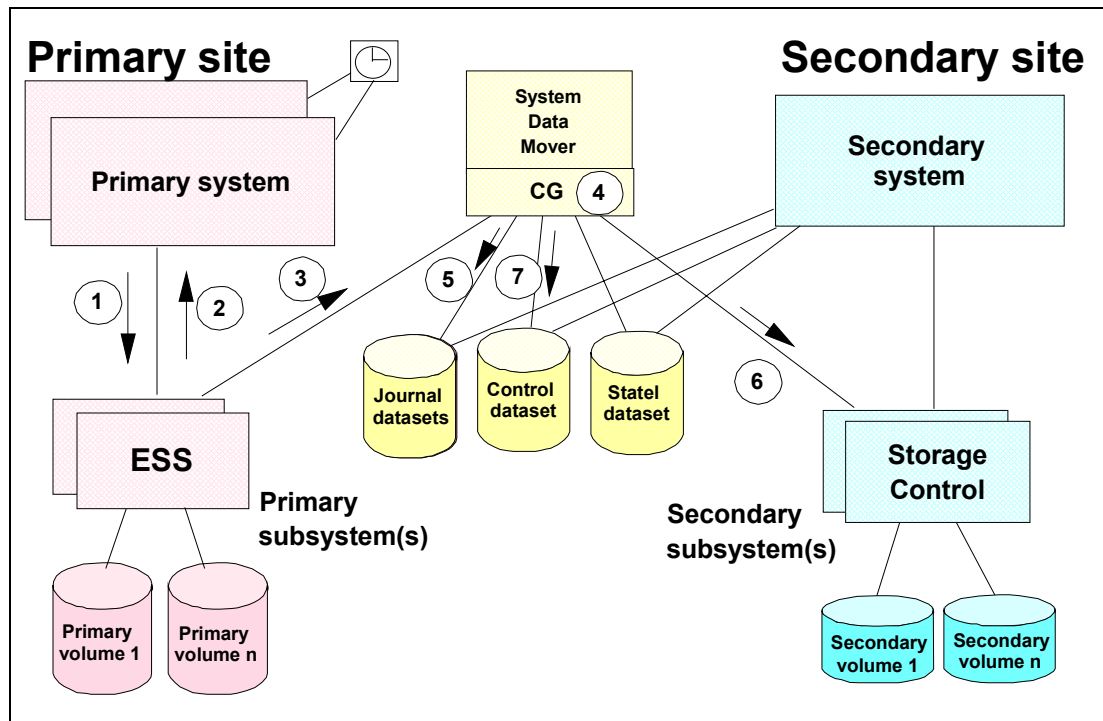 Primary site
Secondary site
System
Data
Mover
CG
4
Primary system
Secondary
system
1
2
3
5
7
6
Journal
datasets
Control
dataset
Statel
dataset
ESS
Primary
subsystem(s)
Storage
Control
Secondary
subsystem(s)
Primary
volume 1
Primary
volume n
Secondary
volume 1
Secondary
volume n